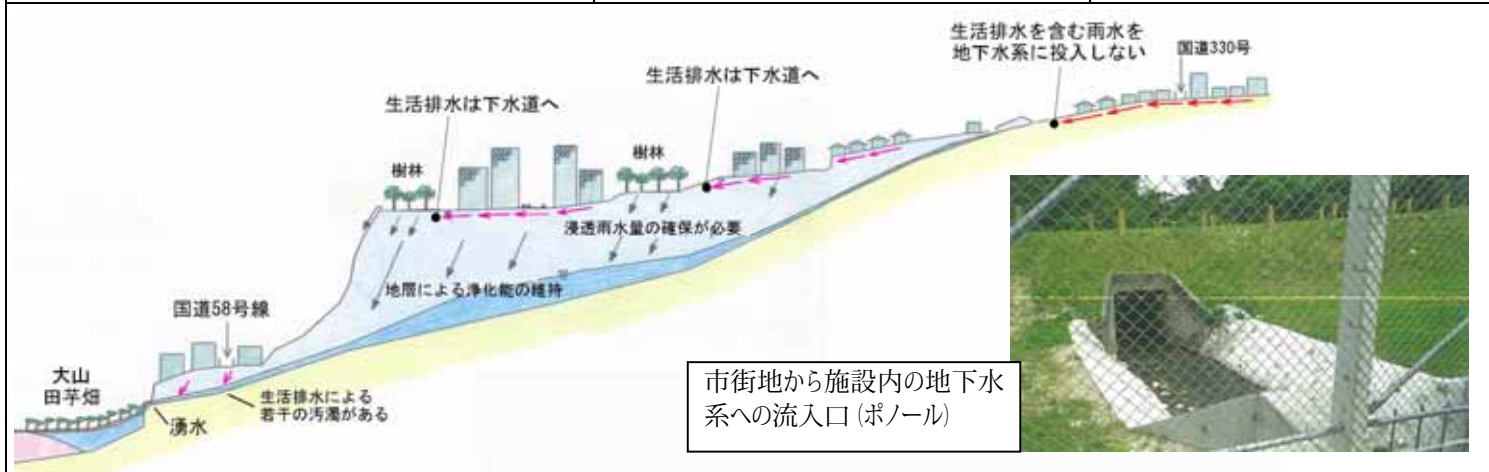 生活排水を含む雨水を
地下水系に投入しない
国道330号
生活排水は下水道へ
生活排水は下水道へ
樹林
樹林
浸透雨水量の確保が必要
地層による浄化能の維持
国道58号線
大山
田芋畑
生活排水による
若干の汚濁がある
湧水
市街地から施設内の地下水
系への流入口 (ポノール)